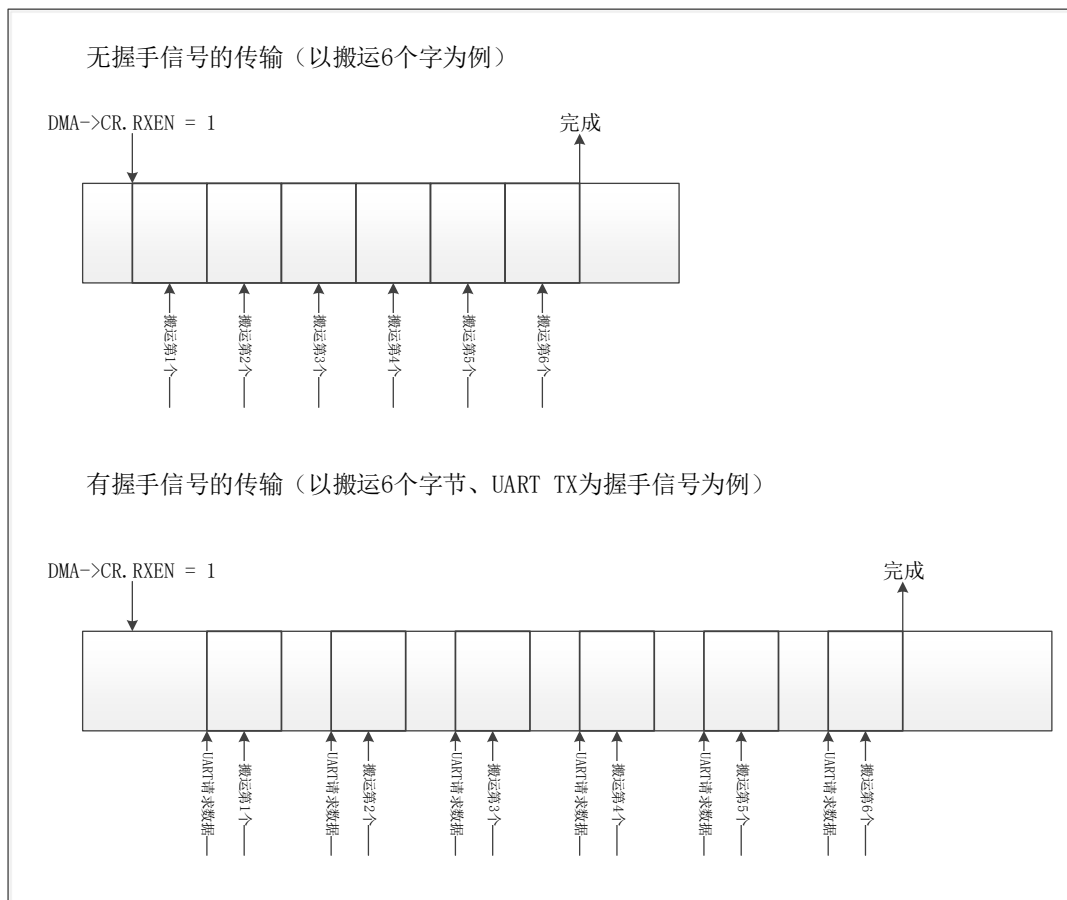 无握手信号的传输（以搬运6个字为例）
DMA->CR.RXEN = 1
完成
搬运第1个
搬运第2个
搬运第3个
搬运第4个
搬运第5个
搬运第6个
有握手信号的传输（以搬运6个字节、UART TX为握手信号为例）
DMA->CR.RXEN = 1
完成
UART请求数据
搬运第1个
UART请求数据
搬运第2个
UART请求数据
搬运第3个
UART请求数据
搬运第4个
UART请求数据
搬运第5个
UART请求数据
搬运第6个